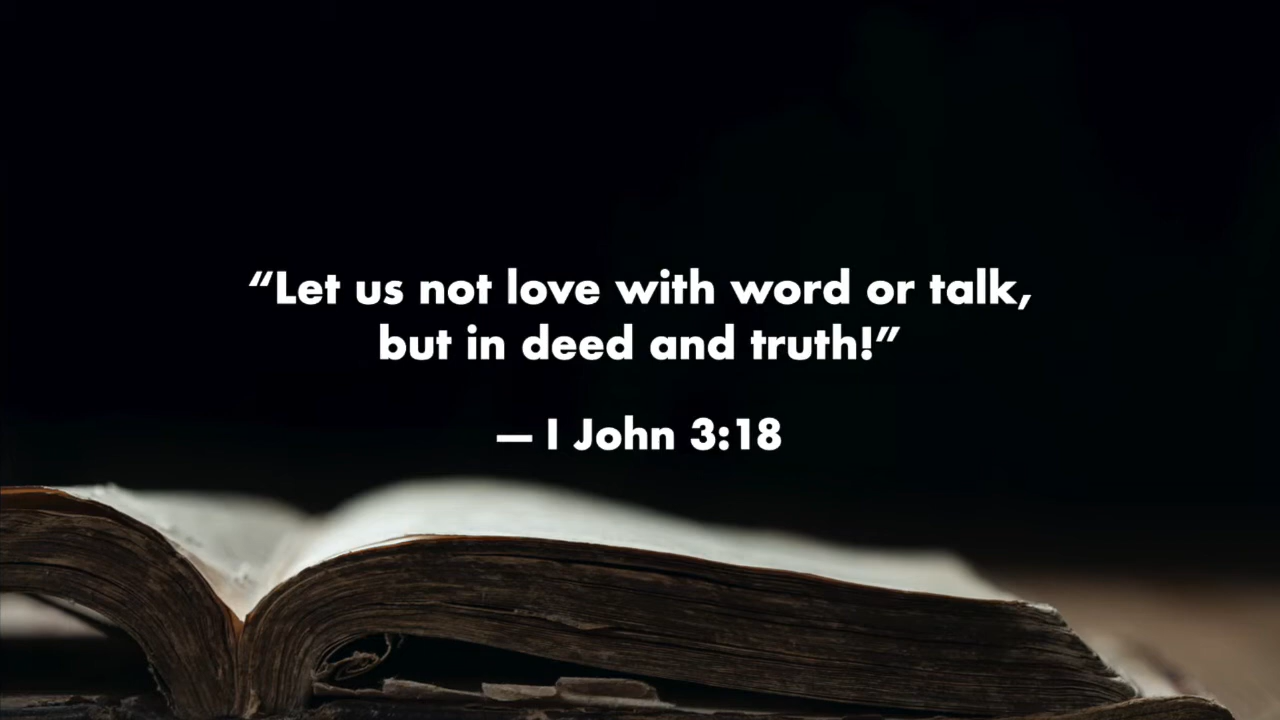 “Let us not love with word or talk,
but in deed and truth!”
— I John 3:18